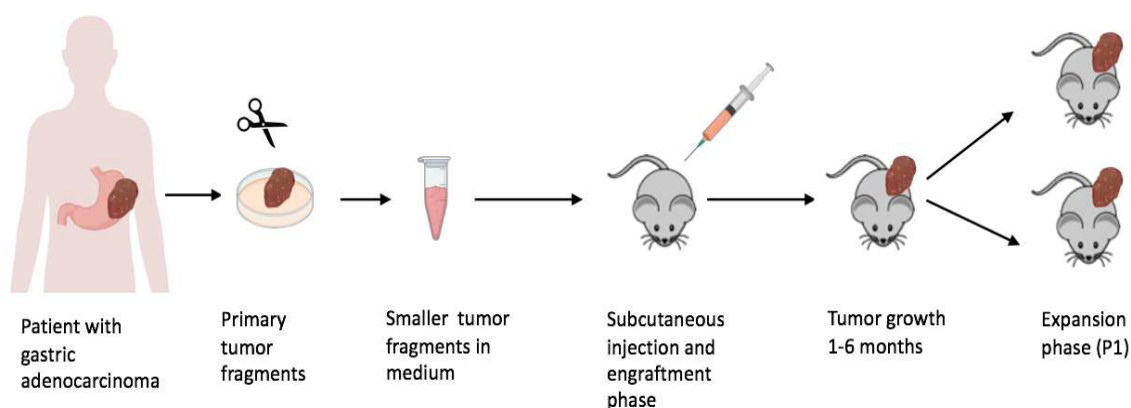 Patient with
gastric
adenocarcinoma
Primary
tumor
fragments
Smaller tumor
fragments in
medium
Subcutaneous
injection and
engraftment
phase
Tumor growth
1-6 months
Expansion
phase (P1)